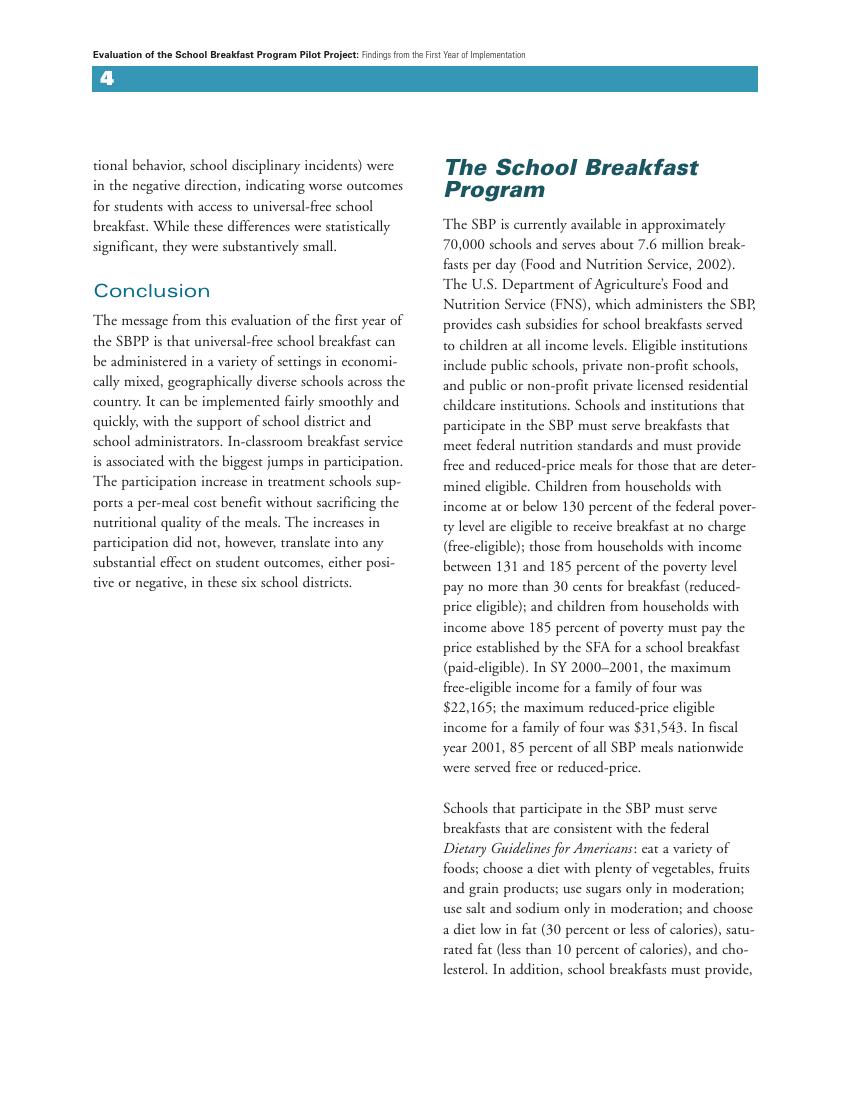 Evaluation of the School Breakfast Program Pilot Project: Findings from the First Year of Implementation
4
tional behavior, school disciplinary incidents) were
in the negative direction, indicating worse outcomes
for students with access to universal-free school
breakfast. While these differences were statistically
significant, they were substantively small.
Conclusion
The message from this evaluation of the first year of
the SBPP is that universal-free school breakfast can
be administered in a variety of settings in economi-
cally mixed, geographically diverse schools across the
country. It can be implemented fairly smoothly and
quickly, with the support of school district and
school administrators. In-classroom breakfast service
is associated with the biggest jumps in participation.
The participation increase in treatment schools sup-
ports a per-meal cost benefit without sacrificing the
nutritional quality of the meals. The increases in
participation did not, however, translate into any
substantial effect on student outcomes, either posi-
tive or negative, in these six school districts.
The School Breakfast
Program
The SBP is currently available in approximately
70,000 schools and serves about 7.6 million break-
fasts per day (Food and Nutrition Service, 2002).
The U.S. Department of Agriculture's Food and
Nutrition Service (FNS), which administers the SBP,
provides cash subsidies for school breakfasts served
to children at all income levels. Eligible institutions
include public schools, private non-profit schools,
and public or non-profit private licensed residential
childcare institutions. Schools and institutions that
participate in the SBP must serve breakfasts that
meet federal nutrition standards and must provide
free and reduced-price meals for those that are deter-
mined eligible. Children from households with
income at or below 130 percent of the federal pover-
ty level are eligible to receive breakfast at no charge
(free-eligible); those from households with income
between 131 and 185 percent of the poverty level
pay no more than 30 cents for breakfast (reduced-
price eligible); and children from households with
income above 185 percent of poverty must pay the
price established by the SFA for a school breakfast
(paid-eligible). In SY 2000–2001, the maximum
free-eligible income for a family of four was
$22,165; the maximum reduced-price eligible
income for a family of four was $31,543. In fiscal
year 2001, 85 percent of all SBP meals nationwide
were served free or reduced-price.
Schools that participate in the SBP must serve
breakfasts that are consistent with the federal
Dietary Guidelines for Americans: eat a variety of
foods; choose a diet with plenty of vegetables, fruits
and grain products; use sugars only in moderation;
use salt and sodium only in moderation; and choose
a diet low in fat (30 percent or less of calories), satu-
rated fat (less than 10 percent of calories), and cho-
lesterol. In addition, school breakfasts must provide,